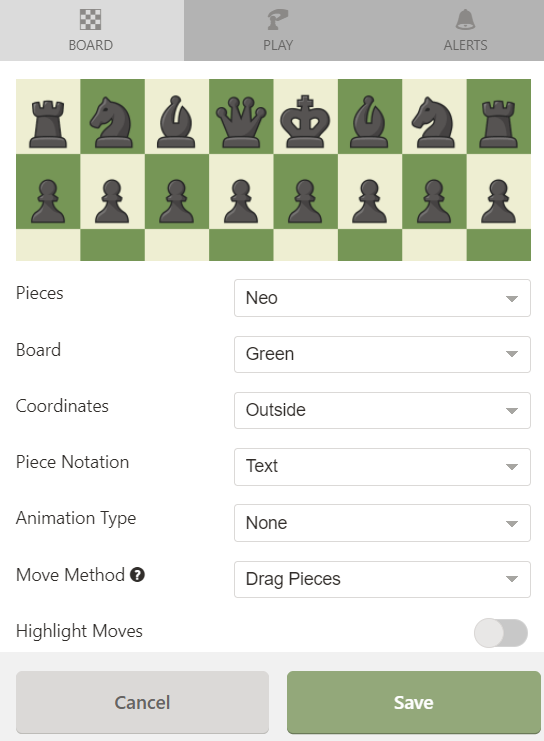 BOARD PLAY ALERTS
Pieces Neo
Board Green
Coordinates Outside
Piece Notation Text
Animation Type None
Move Method ? Drag Pieces
Highlight Moves
Cancel Save